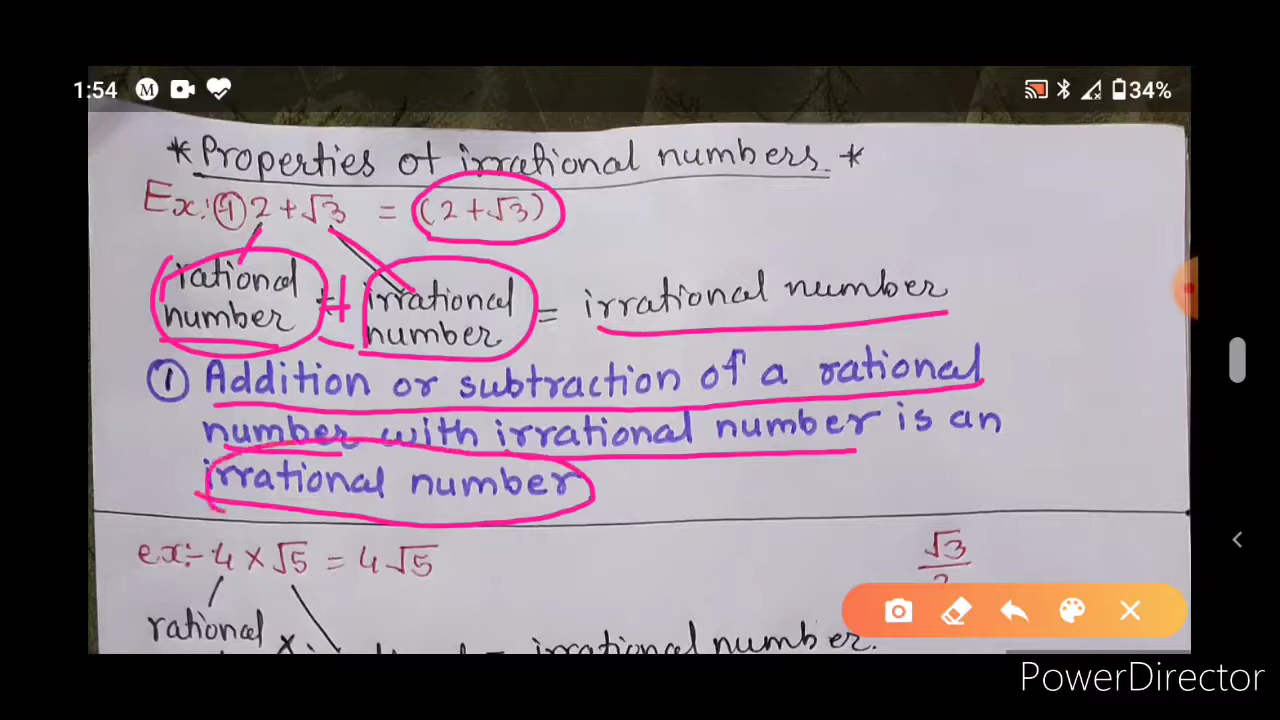 1:54 M 34%
*Properties of irrational numbers.*
Ex:-① 2+√3 = (2+√3)
rational number ± irrational number = irrational number
① Addition or subtraction of a rational
number with irrational number is an
irrational number
ex:- 4 × √5 = 4√5 √3
rational × = irrational number.
PowerDirector